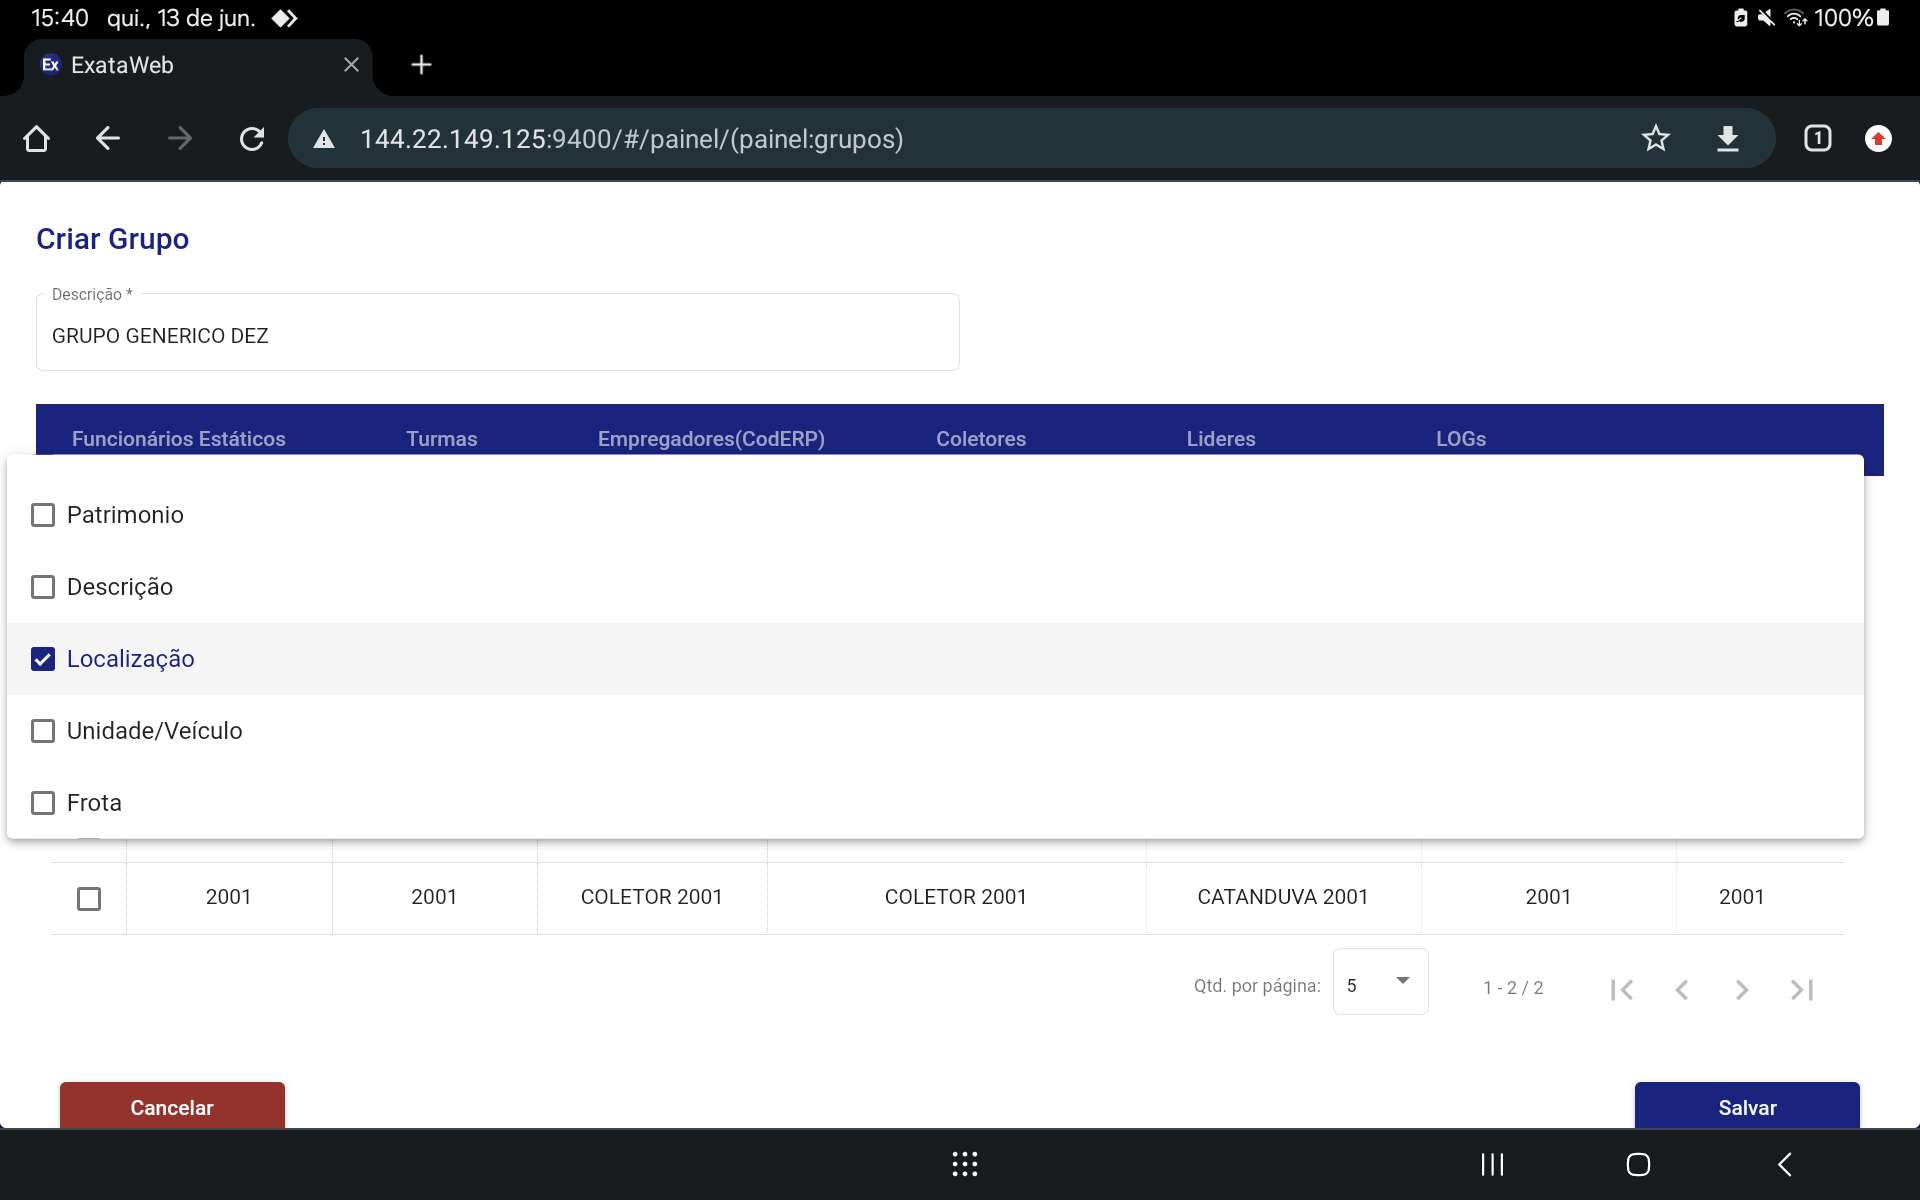 15:40 qui., 13 de jun. 100%
Ex ExataWeb
144.22.149.125:9400/#/painel/(painel:grupos) 1
Criar Grupo
Descrição *
GRUPO GENERICO DEZ
Funcionários Estáticos Turmas Empregadores(CodERP) Coletores Lideres LOGs
Patrimonio
Descrição
Localização
Unidade/Veículo
Frota
2001 2001 COLETOR 2001 COLETOR 2001 CATANDUVA 2001 2001 2001
Qtd. por página: 5 1 - 2 / 2
Cancelar Salvar